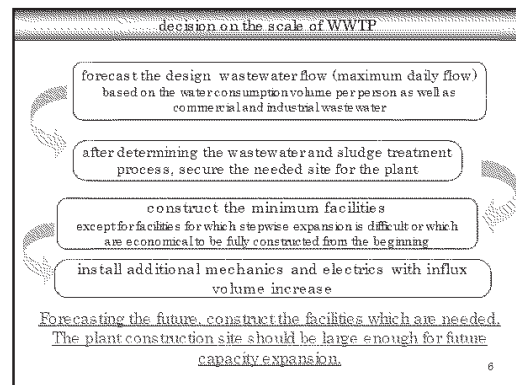 decision on the scale of WWTP
forecast the design wastewater flow (maximum daily flow)
based on the water consumption volume per person as well as
commercial and industrial wastewater
after determining the wastewater and sludge treatment
process, secure the needed site for the plant
construct the minimum facilities
except for facilities for which stepwise expansion is difficult or which
are economical to be fully constructed from the beginning
install additional mechanics and electrics with influx
volume increase
Forecasting the future, construct the facilities which are needed.
The plant construction site should be large enough for future
capacity expansion.
6